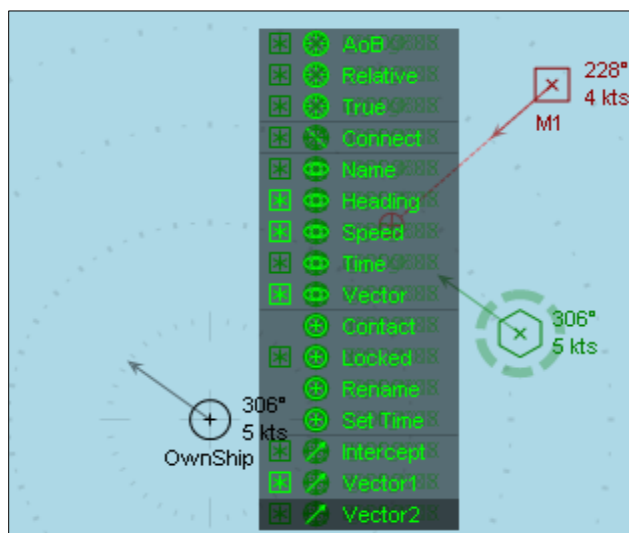 AoB
Relative
True
Connect
Name
Heading
Speed
Time
Vector
Contact
Locked
Rename
Set Time
Intercept
Vector1
Vector2
228°
4 kts
M1
306°
5 kts
306°
5 kts
OwnShip